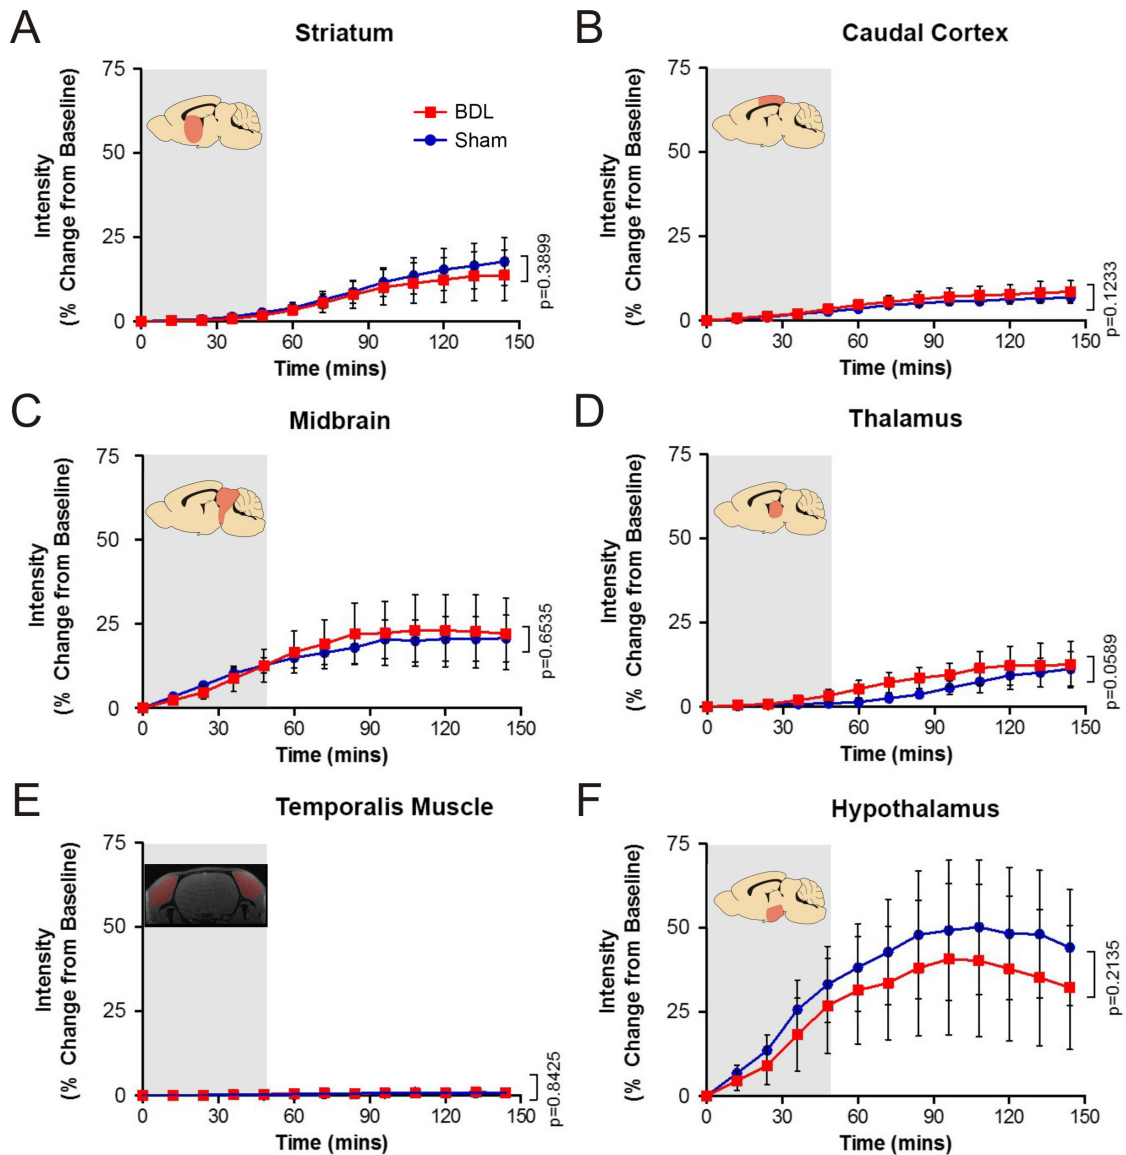 A
Striatum
Intensity
(% Change from Baseline)
75
50
25
0
0 30 60 90 120 150
Time (mins)
BDL
Sham
p=0.3899
B
Caudal Cortex
Intensity
(% Change from Baseline)
75
50
25
0
0 30 60 90 120 150
Time (mins)
p=0.1233
C
Midbrain
Intensity
(% Change from Baseline)
75
50
25
0
0 30 60 90 120 150
Time (mins)
p=0.6535
D
Thalamus
Intensity
(% Change from Baseline)
75
50
25
0
0 30 60 90 120 150
Time (mins)
p=0.0589
E
Temporalis Muscle
Intensity
(% Change from Baseline)
75
50
25
0
0 30 60 90 120 150
Time (mins)
p=0.8425
F
Hypothalamus
Intensity
(% Change from Baseline)
75
50
25
0
0 30 60 90 120 150
Time (mins)
p=0.2135